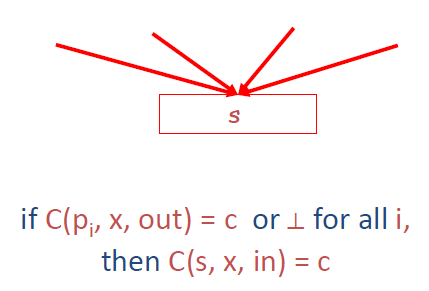 s
if C(pᵢ, x, out) = c or ⊥ for all i,
then C(s, x, in) = c